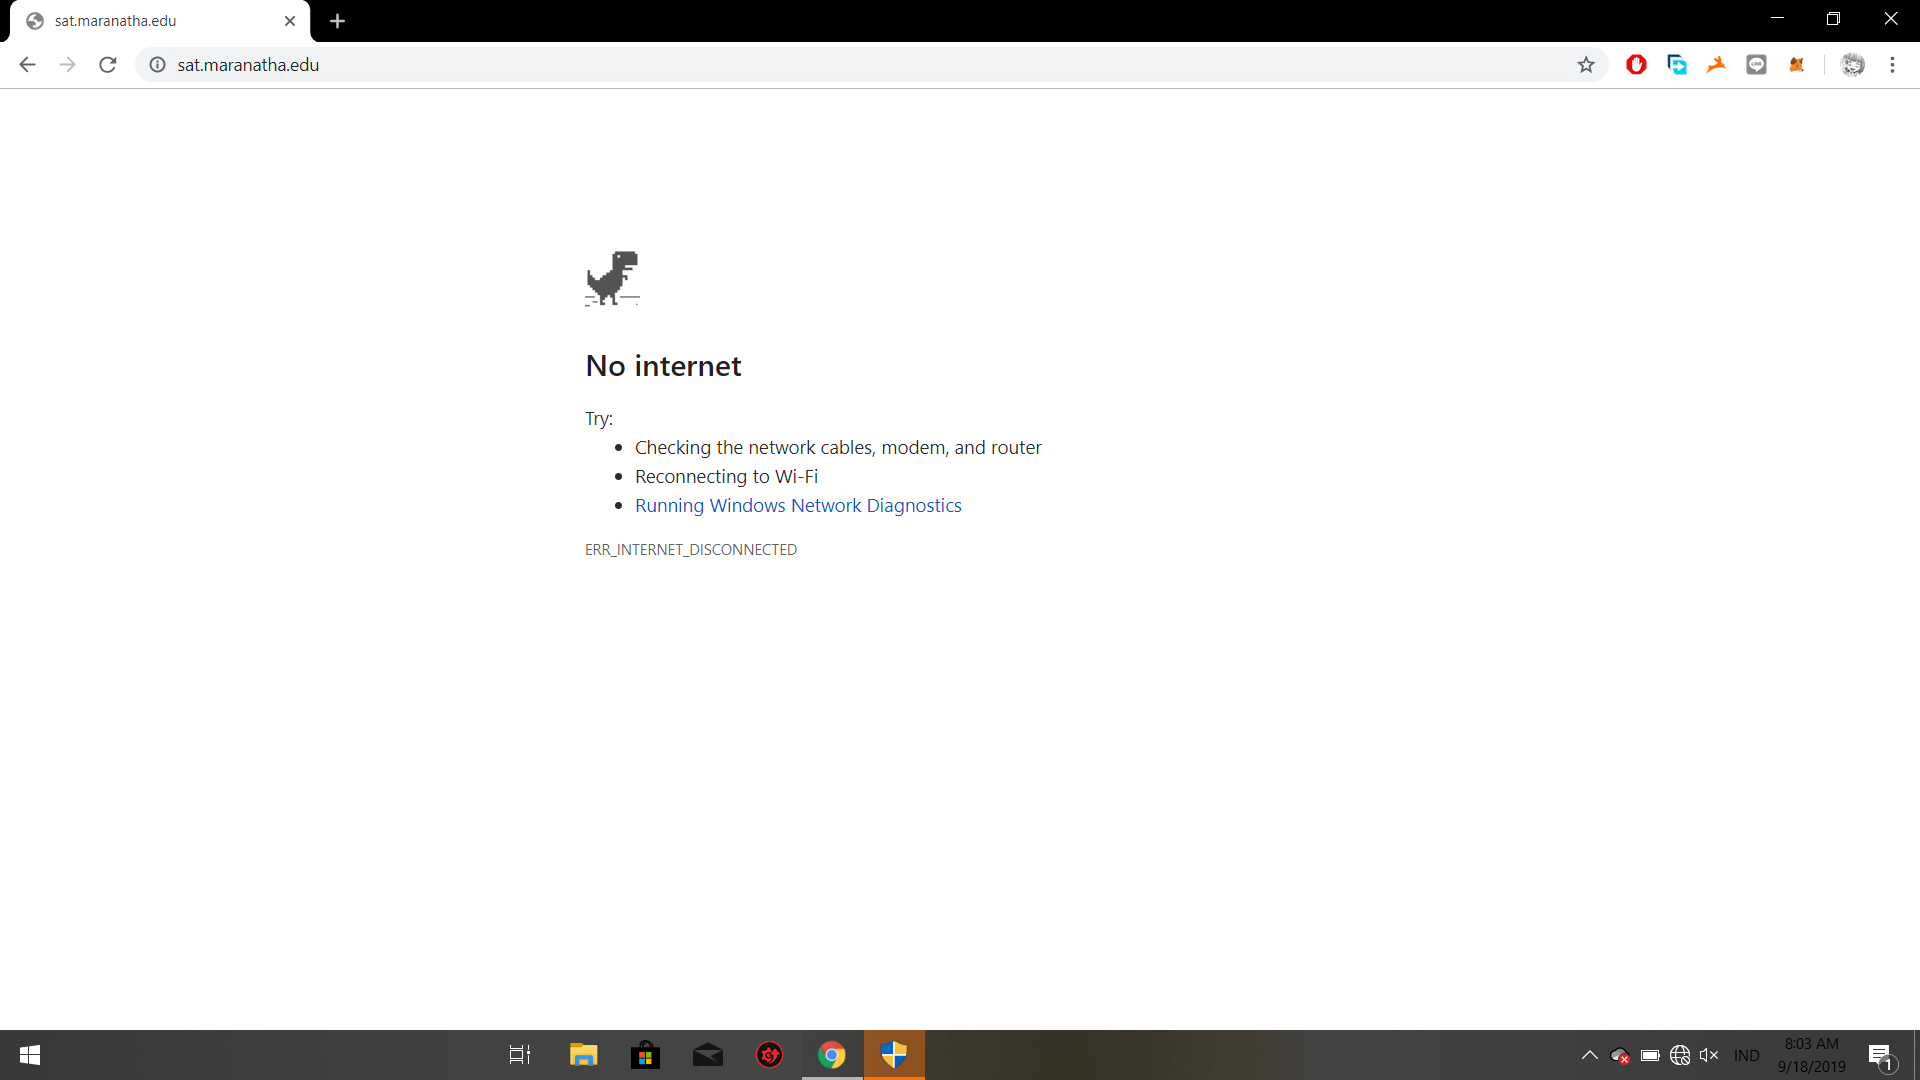 sat.maranatha.edu
sat.maranatha.edu
No internet
Try:
Checking the network cables, modem, and router
Reconnecting to Wi-Fi
Running Windows Network Diagnostics
ERR_INTERNET_DISCONNECTED
IND
8:03 AM
9/18/2019
1